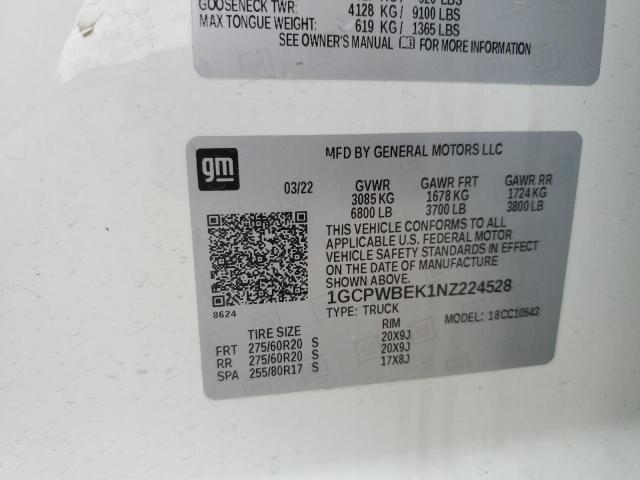 GOOSENECK TWR:
4128 KG / 9100 LBS
MAX TONGUE WEIGHT: 619 KG / 1365 LBS
SEE OWNER'S MANUAL FOR MORE INFORMATION
gm
MFD BY GENERAL MOTORS LLC
03/22 GVWR GAWR FRT GAWR RR
3085 KG 1678 KG 1724 KG
6800 LB 3700 LB 3800 LB
THIS VEHICLE CONFORMS TO ALL
APPLICABLE U.S. FEDERAL MOTOR
VEHICLE SAFETY STANDARDS IN EFFECT
ON THE DATE OF MANUFACTURE
SHOWN ABOVE.
1GCPWBEK1NZ224528
8624
TYPE: TRUCK MODEL: 18CC10543
TIRE SIZE RIM
FRT 275/60R20 S 20X9J
RR 275/60R20 S 20X9J
SPA 255/80R17 S 17X8J